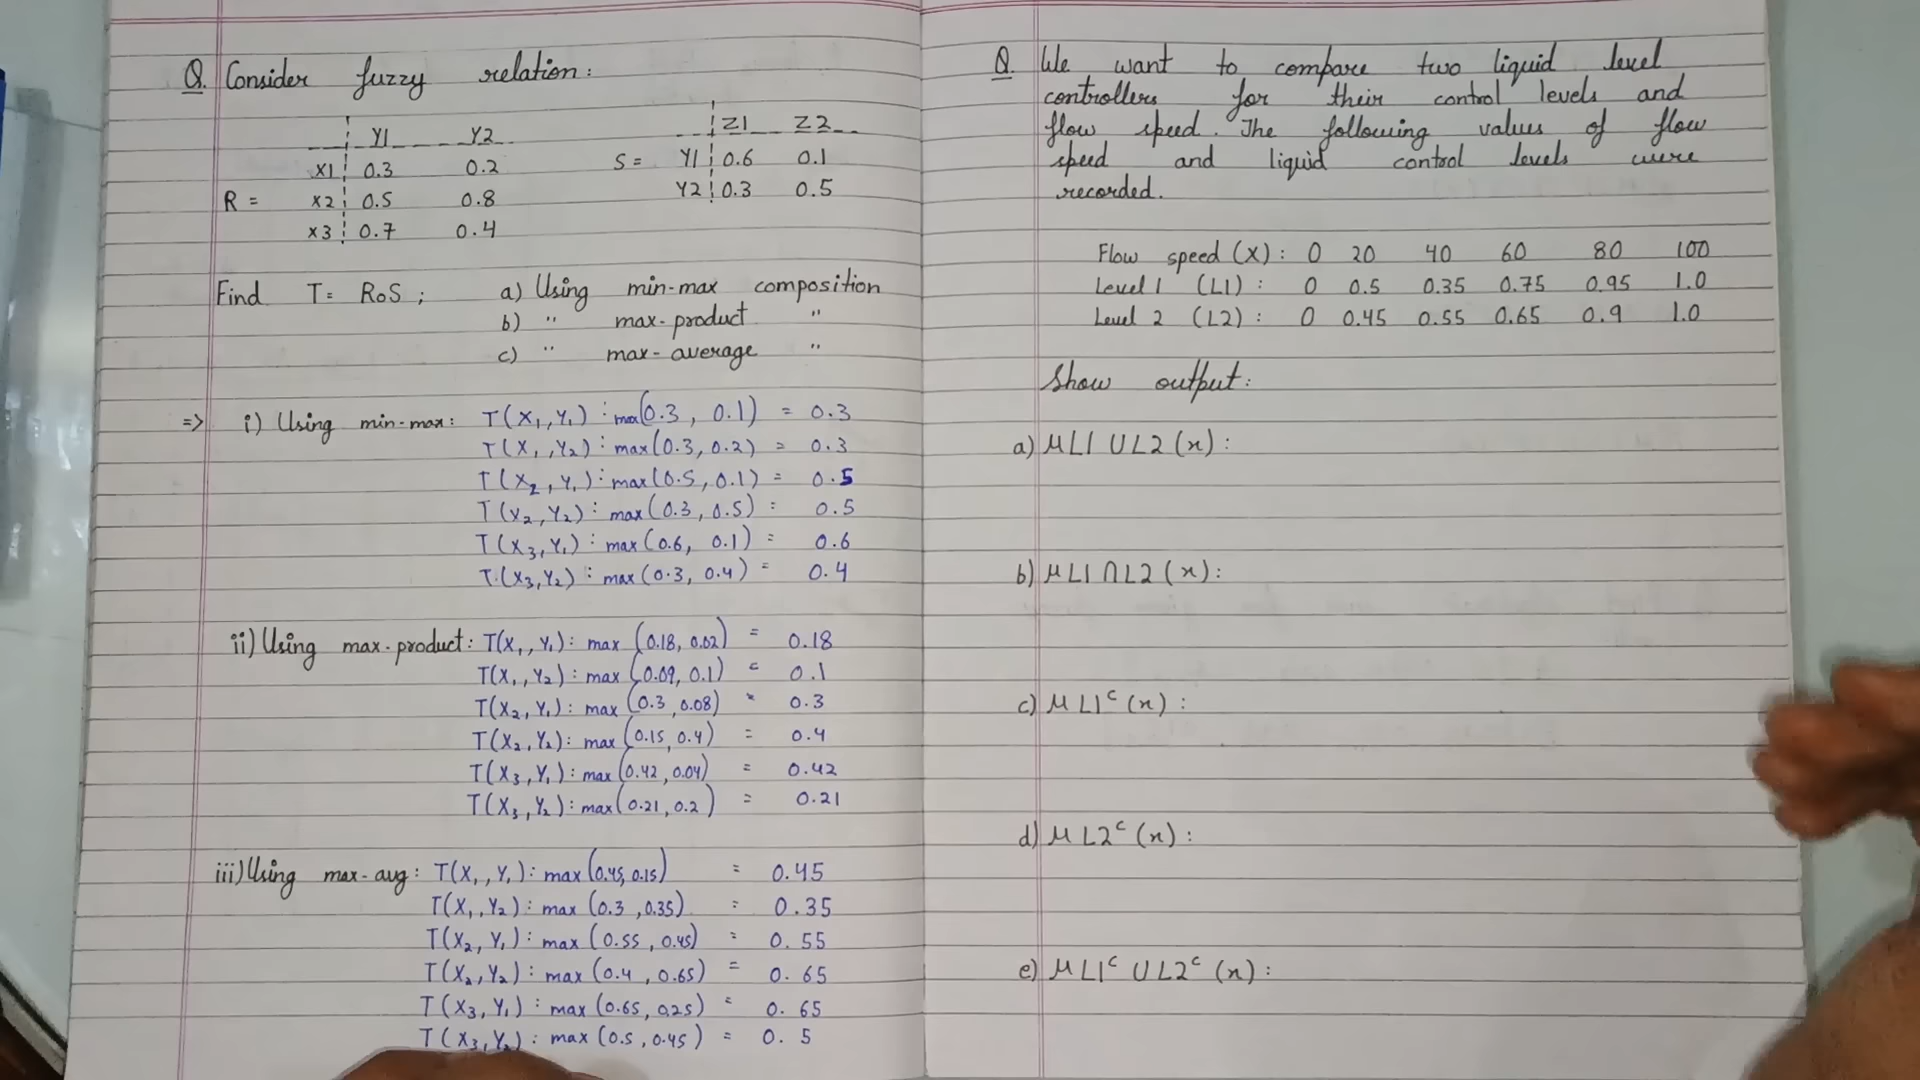 Q. Consider fuzzy relation:
Y1 Y2
X1 0.3 0.2
R = X2 0.5 0.8
X3 0.7 0.4
Z1 Z2
S = Y1 0.6 0.1
Y2 0.3 0.5
Find T = RoS ; a) Using min-max composition
b) " max-product "
c) " max-average "
=> i) Using min-max: T(X1,Y1) : max(0.3, 0.1) = 0.3
T(X1,Y2) : max(0.3, 0.2) = 0.3
T(X2,Y1) : max(0.5, 0.1) = 0.5
T(X2,Y2) : max(0.3, 0.5) = 0.5
T(X3,Y1) : max(0.6, 0.1) = 0.6
T(X3,Y2) : max(0.3, 0.4) = 0.4
ii) Using max-product: T(X1,Y1) : max (0.18, 0.02) = 0.18
T(X1,Y2) : max (0.09, 0.1) = 0.1
T(X2,Y1) : max (0.3, 0.08) = 0.3
T(X2,Y2) : max (0.15, 0.4) = 0.4
T(X3,Y1) : max (0.42, 0.04) = 0.42
T(X3,Y2) : max(0.21, 0.2) = 0.21
iii) Using max-avg: T(X1,Y1) : max(0.45, 0.15) = 0.45
T(X1,Y2) : max (0.3, 0.35) = 0.35
T(X2,Y1) : max (0.55, 0.45) = 0.55
T(X2,Y2) : max (0.4, 0.65) = 0.65
T(X3,Y1) : max (0.65, 0.25) = 0.65
T(X3,Y2) : max (0.5, 0.45) = 0.5
Q. We want to compare two liquid level
controllers for their control levels and
flow speed. The following values of flow
speed and liquid control levels were
recorded.
Flow speed (X) : 0 20 40 60 80 100
Level 1 (L1) : 0 0.5 0.35 0.75 0.95 1.0
Level 2 (L2) : 0 0.45 0.55 0.65 0.9 1.0
Show output:
a) μL1 ∪ L2 (x) :
b) μL1 ∩ L2 (x) :
c) μL1ᶜ (x) :
d) μL2ᶜ (x) :
e) μL1ᶜ ∪ L2ᶜ (x) :